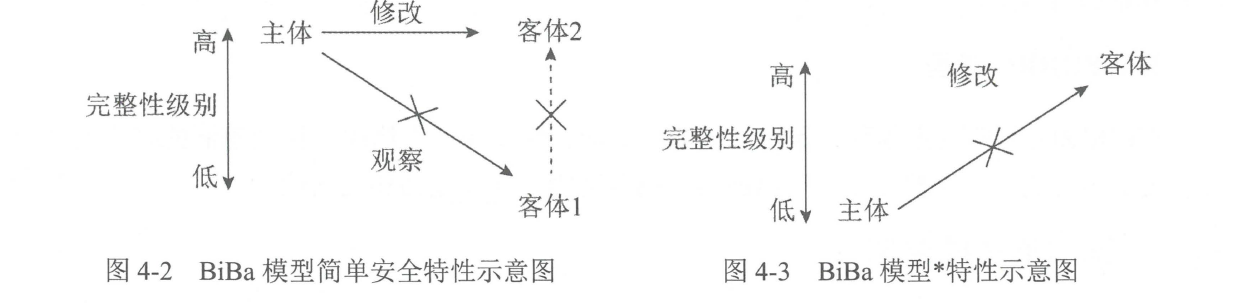 修改
高 主体 客体2
完整性级别
观察
低
客体1
图 4-2 BiBa 模型简单安全特性示意图
高 修改 客体
完整性级别
低 主体
图 4-3 BiBa 模型*特性示意图